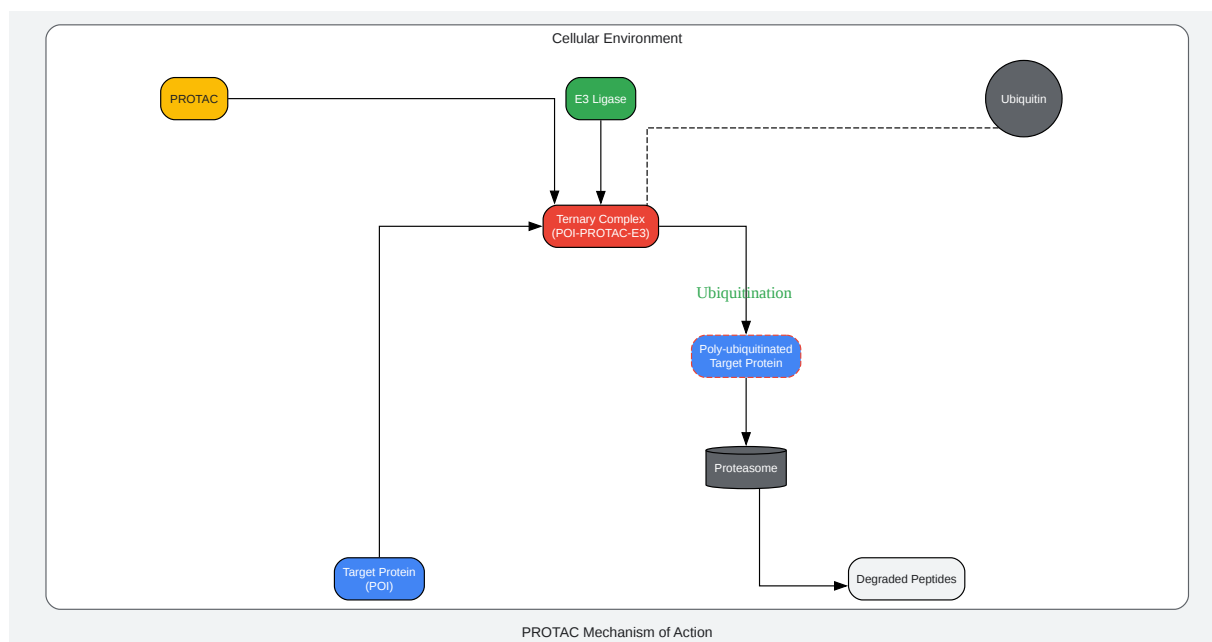 Cellular Environment
PROTAC
E3 Ligase
Ubiquitin
Ternary Complex
(POI-PROTAC-E3)
Ubiquitination
Poly-ubiquitinated
Target Protein
Proteasome
Target Protein
(POI)
Degraded Peptides
PROTAC Mechanism of Action